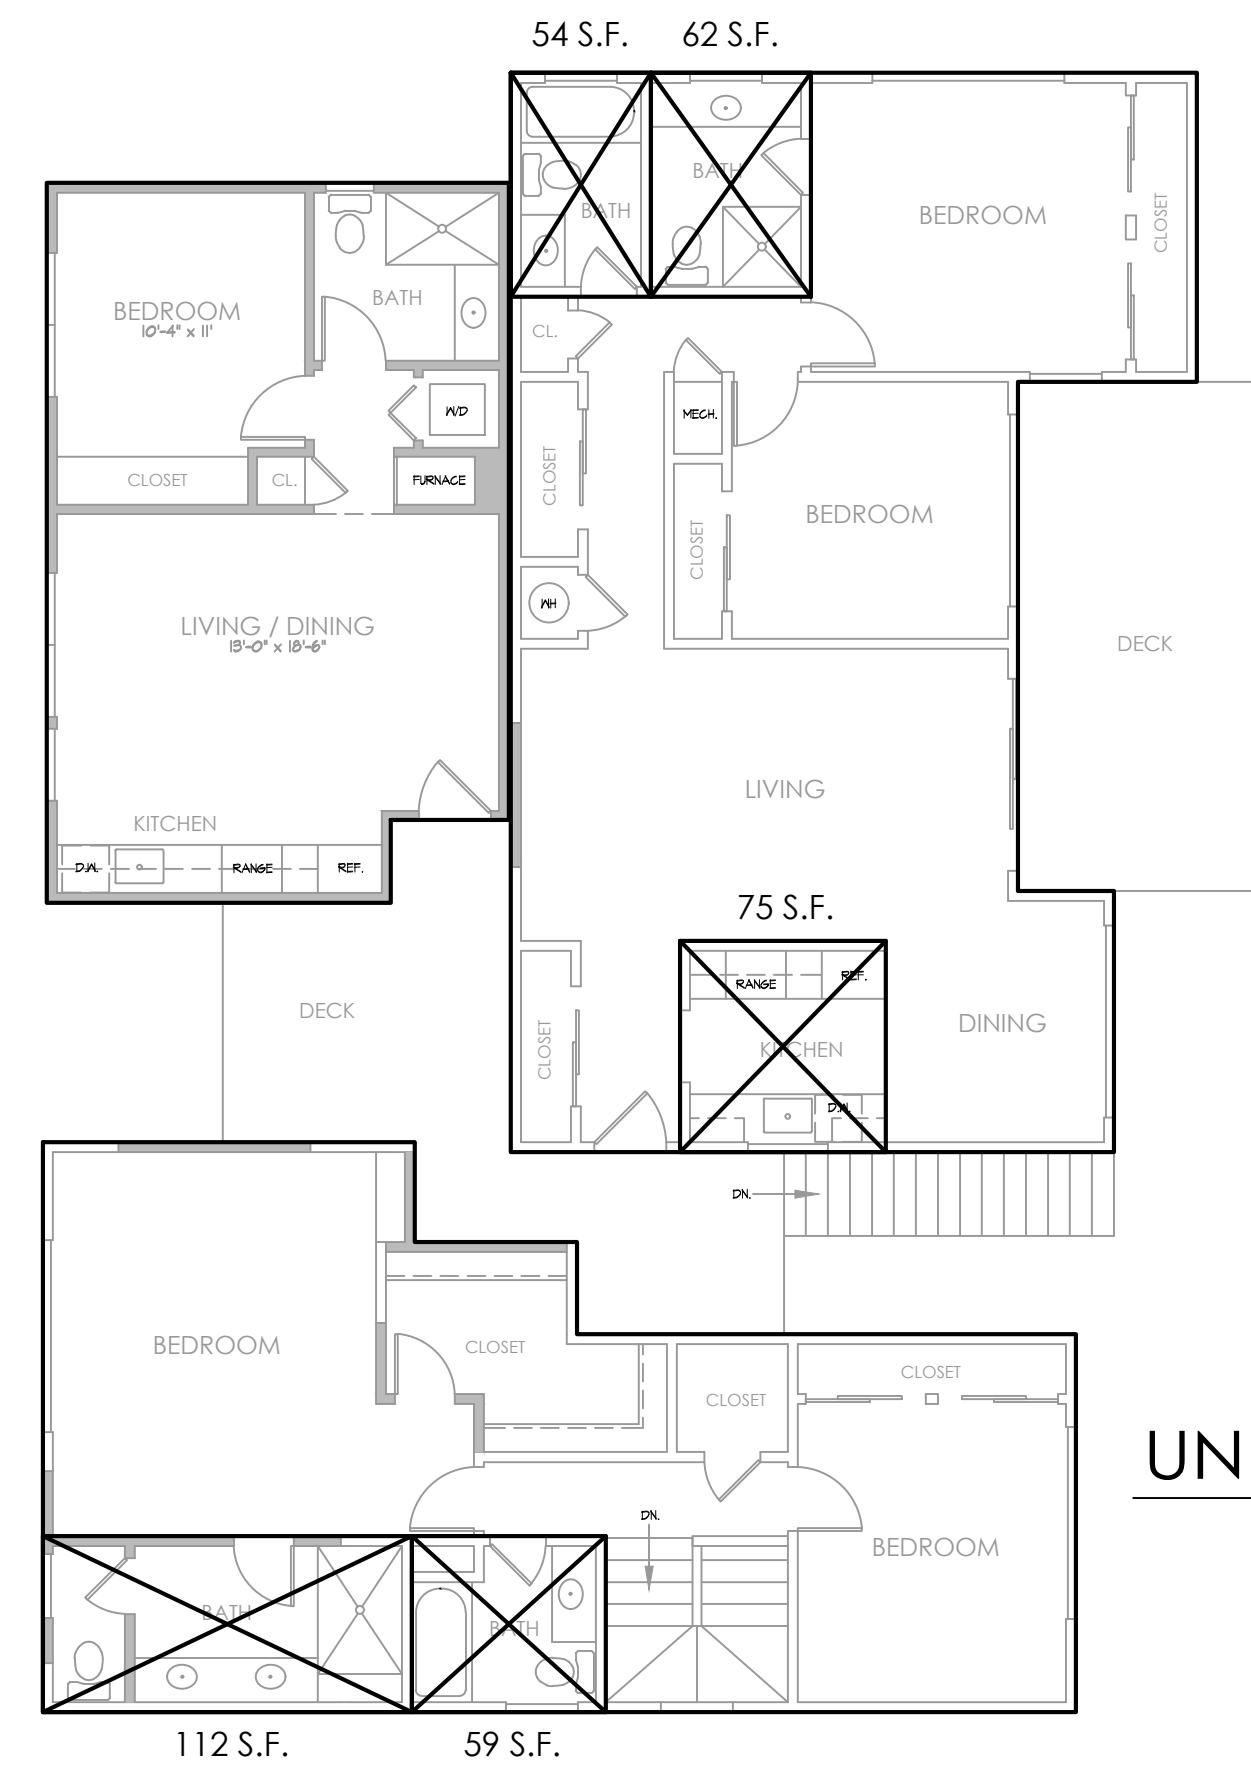 54 S.F.
62 S.F.
BATH
BATH
BEDROOM
CLOSET
BEDROOM
10'-4" x 11'
BATH
CL.
W/D
MECH.
CLOSET
CL.
FURNACE
CLOSET
BEDROOM
CLOSET
WH
LIVING / DINING
13'-0" x 18'-6"
DECK
LIVING
KITCHEN
D.W.
RANGE
REF.
75 S.F.
RANGE
REF.
DECK
CLOSET
KITCHEN
DINING
D.W.
DN.
BEDROOM
CLOSET
CLOSET
CLOSET
UN
DN.
BEDROOM
BATH
BATH
112 S.F.
59 S.F.